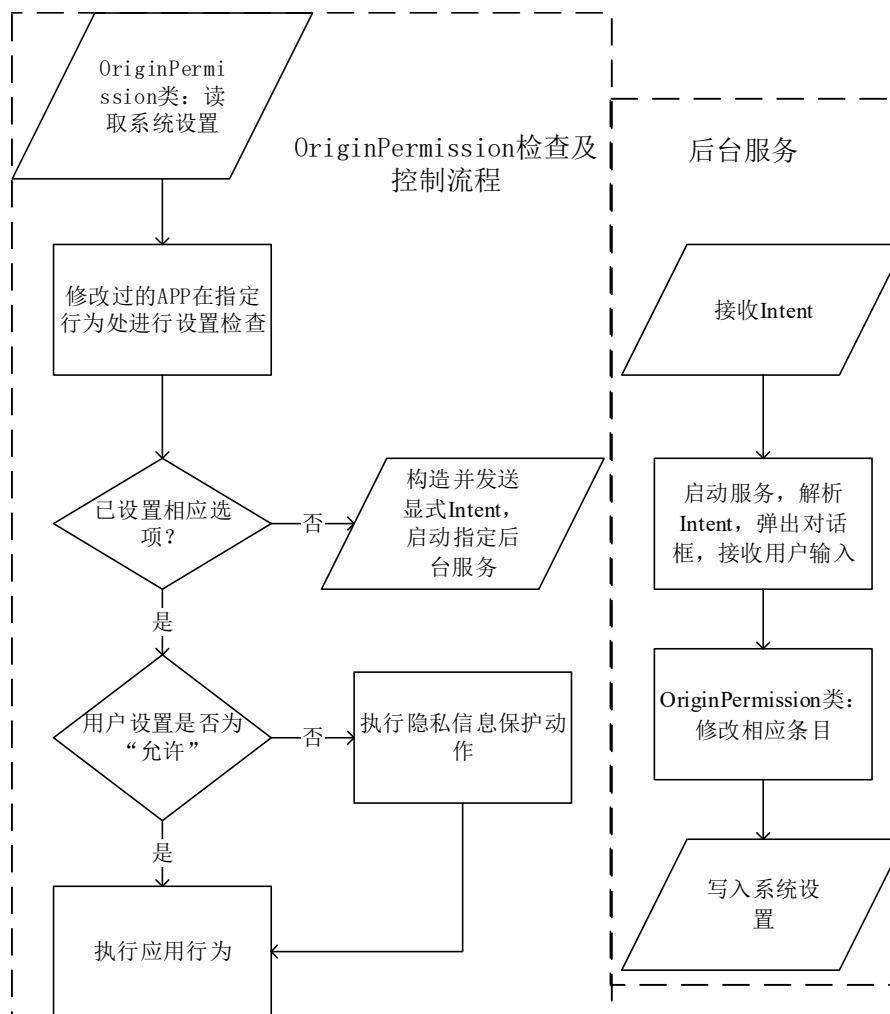 OriginPermi
ssion类：读
取系统设置
OriginPermission检查及
控制流程
修改过的APP在指定
行为处进行设置检查
已设置相应选
项？
否
构造并发送
显式Intent，
启动指定后
台服务
是
用户设置是否为
“允许”
否
执行隐私信息保护动
作
是
执行应用行为
后台服务
接收Intent
启动服务，解析
Intent，弹出对话
框，接收用户输入
OriginPermission类：
修改相应条目
写入系统设
置